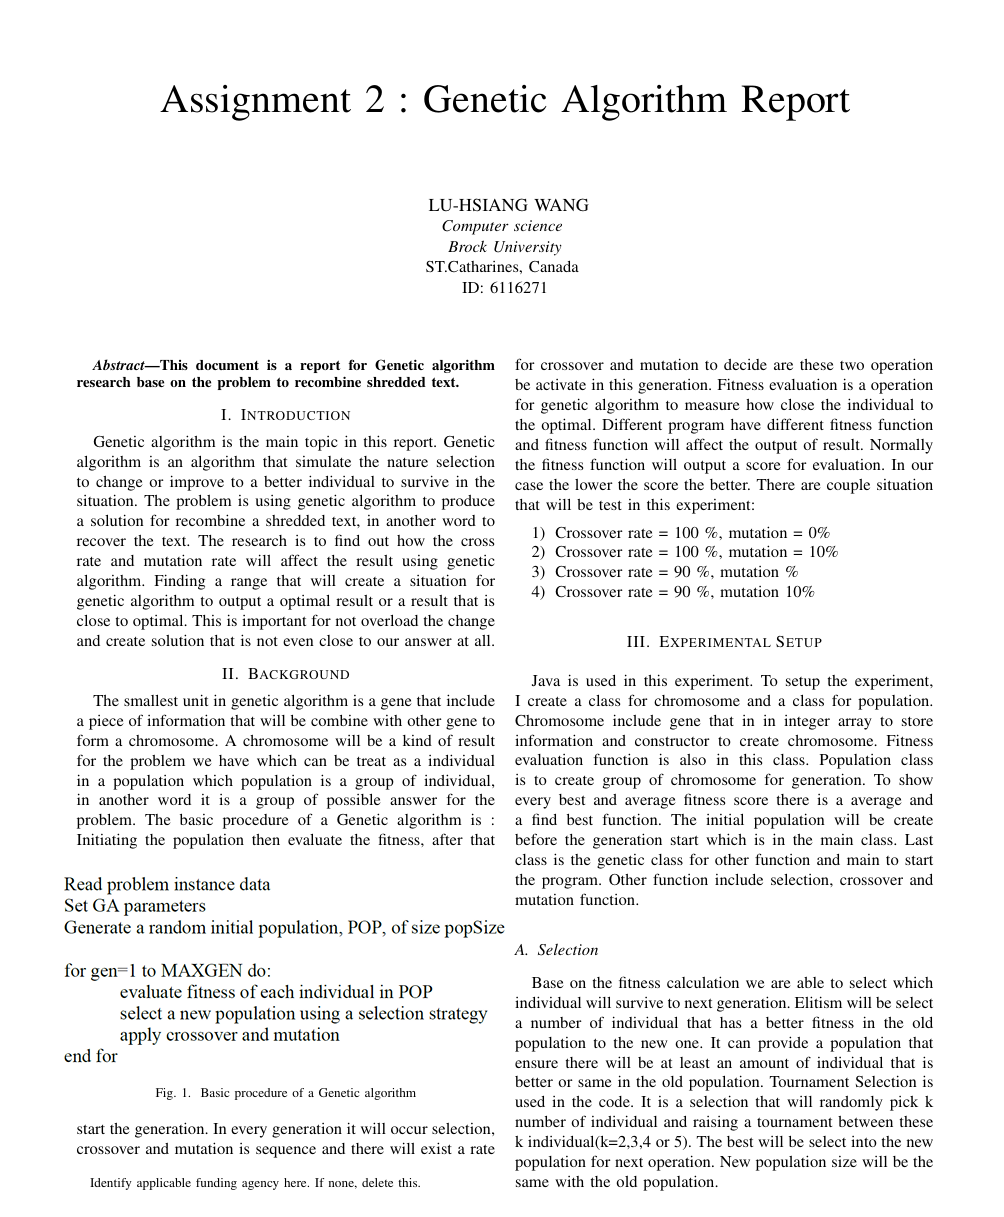 Assignment 2 : Genetic Algorithm Report
LU-HSIANG WANG
Computer science
Brock University
ST.Catharines, Canada
ID: 6116271
Abstract—This document is a report for Genetic algorithm
research base on the problem to recombine shredded text.
I. INTRODUCTION
Genetic algorithm is the main topic in this report. Genetic
algorithm is an algorithm that simulate the nature selection
to change or improve to a better individual to survive in the
situation. The problem is using genetic algorithm to produce
a solution for recombine a shredded text, in another word to
recover the text. The research is to find out how the cross
rate and mutation rate will affect the result using genetic
algorithm. Finding a range that will create a situation for
genetic algorithm to output a optimal result or a result that is
close to optimal. This is important for not overload the change
and create solution that is not even close to our answer at all.
II. BACKGROUND
The smallest unit in genetic algorithm is a gene that include
a piece of information that will be combine with other gene to
form a chromosome. A chromosome will be a kind of result
for the problem we have which can be treat as a individual
in a population which population is a group of individual,
in another word it is a group of possible answer for the
problem. The basic procedure of a Genetic algorithm is :
Initiating the population then evaluate the fitness, after that
Read problem instance data
Set GA parameters
Generate a random initial population, POP, of size popSize
for gen=1 to MAXGEN do:
evaluate fitness of each individual in POP
select a new population using a selection strategy
apply crossover and mutation
end for
Fig. 1. Basic procedure of a Genetic algorithm
start the generation. In every generation it will occur selection,
crossover and mutation is sequence and there will exist a rate
Identify applicable funding agency here. If none, delete this.
for crossover and mutation to decide are these two operation
be activate in this generation. Fitness evaluation is a operation
for genetic algorithm to measure how close the individual to
the optimal. Different program have different fitness function
and fitness function will affect the output of result. Normally
the fitness function will output a score for evaluation. In our
case the lower the score the better. There are couple situation
that will be test in this experiment:
1) Crossover rate = 100 %, mutation = 0%
2) Crossover rate = 100 %, mutation = 10%
3) Crossover rate = 90 %, mutation %
4) Crossover rate = 90 %, mutation 10%
III. EXPERIMENTAL SETUP
Java is used in this experiment. To setup the experiment,
I create a class for chromosome and a class for population.
Chromosome include gene that in in integer array to store
information and constructor to create chromosome. Fitness
evaluation function is also in this class. Population class
is to create group of chromosome for generation. To show
every best and average fitness score there is a average and
a find best function. The initial population will be create
before the generation start which is in the main class. Last
class is the genetic class for other function and main to start
the program. Other function include selection, crossover and
mutation function.
A. Selection
Base on the fitness calculation we are able to select which
individual will survive to next generation. Elitism will be select
a number of individual that has a better fitness in the old
population to the new one. It can provide a population that
ensure there will be at least an amount of individual that is
better or same in the old population. Tournament Selection is
used in the code. It is a selection that will randomly pick k
number of individual and raising a tournament between these
k individual(k=2,3,4 or 5). The best will be select into the new
population for next operation. New population size will be the
same with the old population.